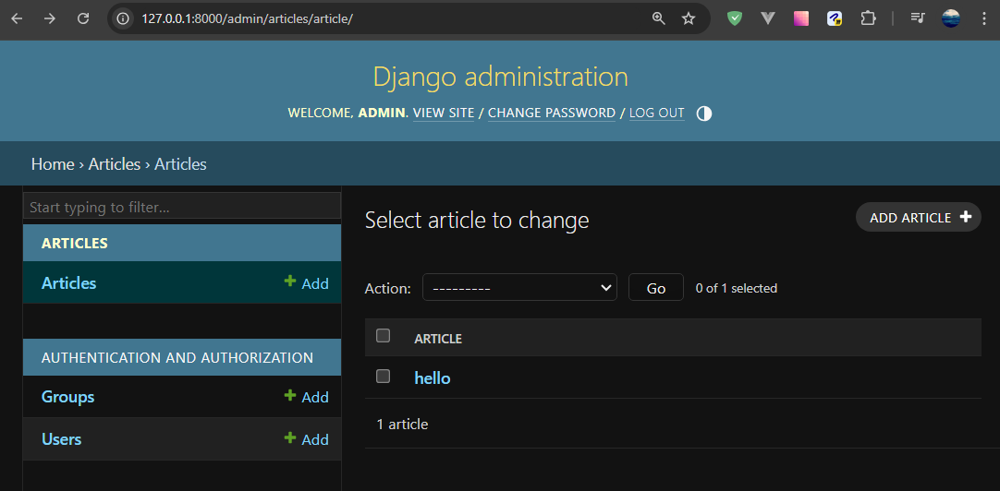 127.0.0.1:8000/admin/articles/article/
Django administration
WELCOME, ADMIN. VIEW SITE / CHANGE PASSWORD / LOG OUT
Home › Articles › Articles
Start typing to filter...
ARTICLES
Articles
Add
AUTHENTICATION AND AUTHORIZATION
Groups
Add
Users
Add
Select article to change
ADD ARTICLE
Action: --------- Go 0 of 1 selected
ARTICLE
hello
1 article